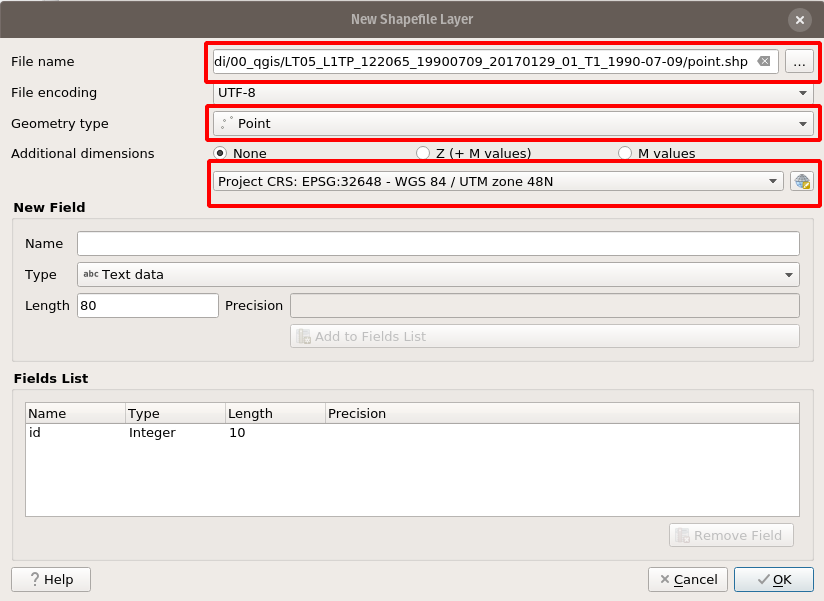 New Shapefile Layer
File name di/00_qgis/LT05_L1TP_122065_19900709_20170129_01_T1_1990-07-09/point.shp ...
File encoding UTF-8
Geometry type Point
Additional dimensions None Z (+ M values) M values
Project CRS: EPSG:32648 - WGS 84 / UTM zone 48N
New Field
Name
Type abc Text data
Length 80 Precision
Add to Fields List
Fields List
Name Type Length Precision
id Integer 10
Remove Field
? Help Cancel OK